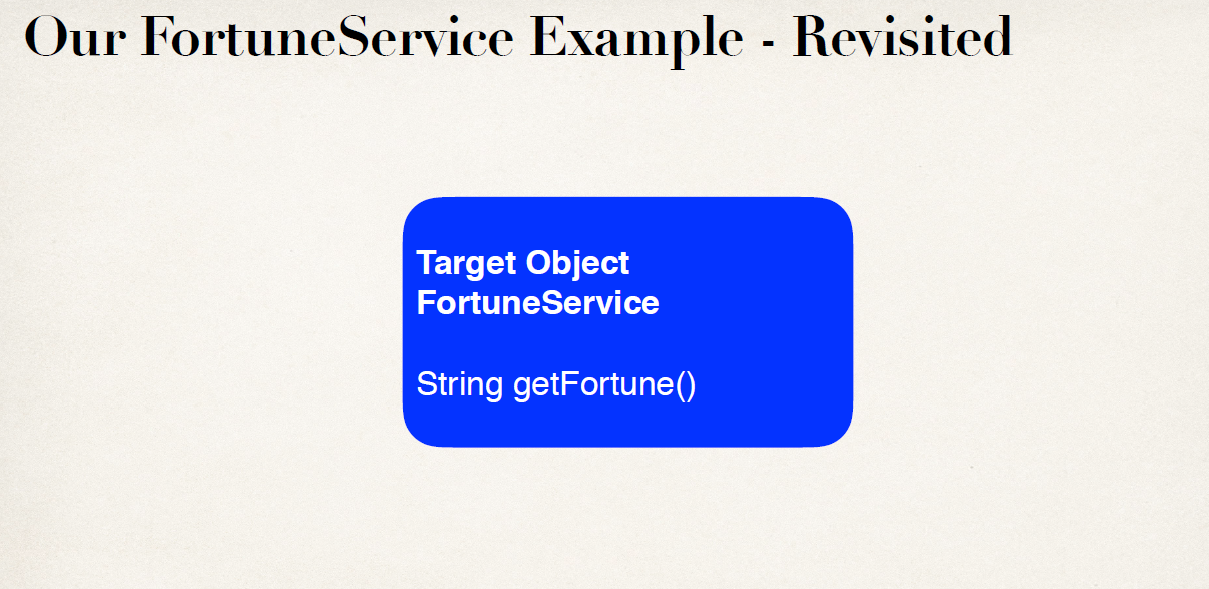 Our FortuneService Example - Revisited
Target Object
FortuneService
String getFortune()